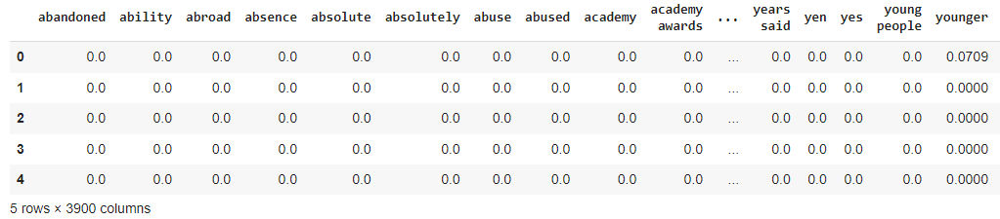 abandoned ability abroad absence absolute absolutely abuse abused academy academy awards ... years said yen yes young people younger
0 0.0 0.0 0.0 0.0 0.0 0.0 0.0 0.0 0.0 0.0 ... 0.0 0.0 0.0 0.0 0.0709
1 0.0 0.0 0.0 0.0 0.0 0.0 0.0 0.0 0.0 0.0 ... 0.0 0.0 0.0 0.0 0.0000
2 0.0 0.0 0.0 0.0 0.0 0.0 0.0 0.0 0.0 0.0 ... 0.0 0.0 0.0 0.0 0.0000
3 0.0 0.0 0.0 0.0 0.0 0.0 0.0 0.0 0.0 0.0 ... 0.0 0.0 0.0 0.0 0.0000
4 0.0 0.0 0.0 0.0 0.0 0.0 0.0 0.0 0.0 0.0 ... 0.0 0.0 0.0 0.0 0.0000
5 rows × 3900 columns